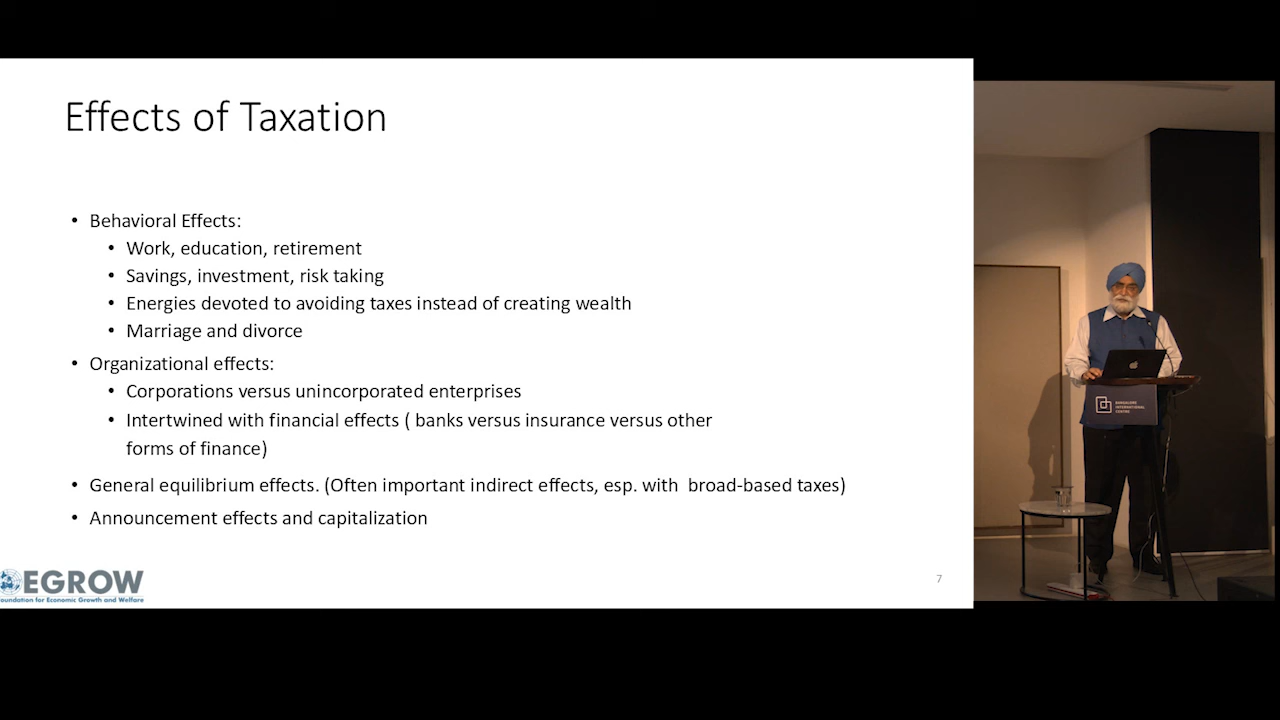 Effects of Taxation
• Behavioral Effects:
• Work, education, retirement
• Savings, investment, risk taking
• Energies devoted to avoiding taxes instead of creating wealth
• Marriage and divorce
• Organizational effects:
• Corporations versus unincorporated enterprises
• Intertwined with financial effects ( banks versus insurance versus other
forms of finance)
• General equilibrium effects. (Often important indirect effects, esp. with  broad-based taxes)
• Announcement effects and capitalization
EGROW
oundation for Economic Growth and Welfare
7
BANGALORE
INTERNATIONAL
CENTRE